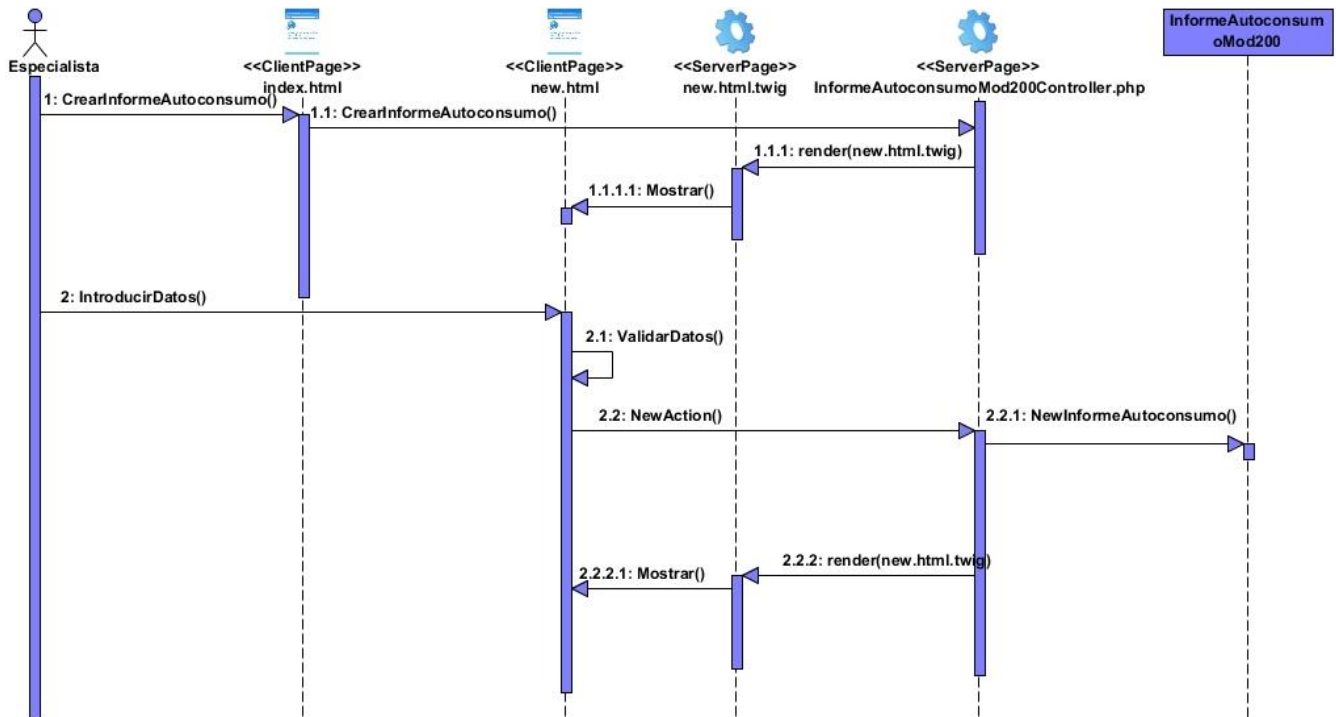 InformeAutoconsum
oMod200
Especialista
<<ClientPage>>
index.html
<<ClientPage>>
new.html
<<ServerPage>>
new.html.twig
<<ServerPage>>
InformeAutoconsumoMod200Controller.php
1: CrearInformeAutoconsumo()
1.1: CrearInformeAutoconsumo()
1.1.1: render(new.html.twig)
1.1.1.1: Mostrar()
2: IntroducirDatos()
2.1: ValidarDatos()
2.2: NewAction()
2.2.1: NewInformeAutoconsumo()
2.2.2: render(new.html.twig)
2.2.2.1: Mostrar()